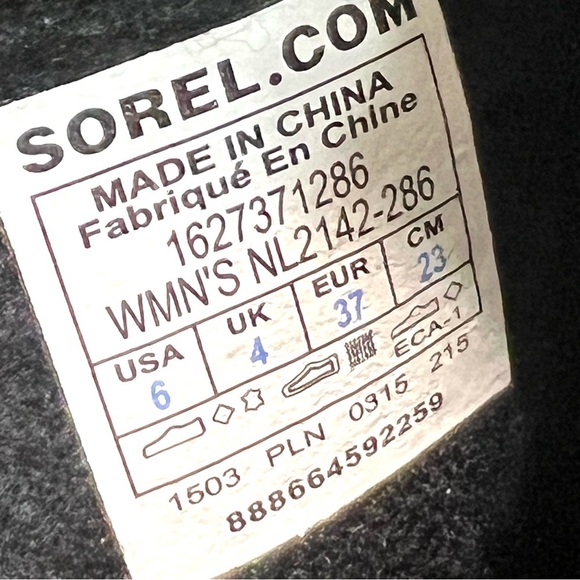 SOREL.COM
MADE IN CHINA
Fabriqué En Chine
1627371286
WMN'S NL2142-286
USA UK EUR CM
6 4 37 23
ECA-1
1503 PLN 0315 215
888664592259